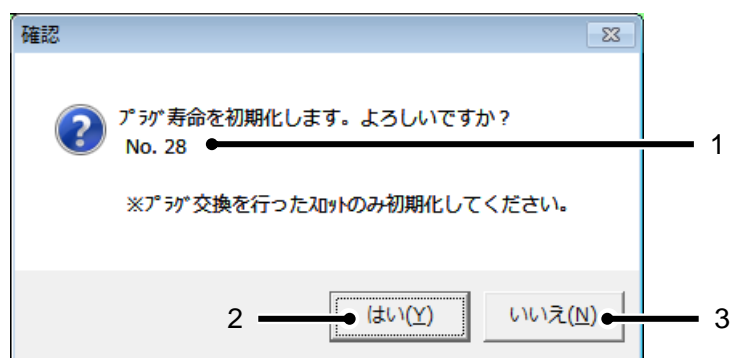 確認
ﾌﾟﾗｸﾞ寿命を初期化します。よろしいですか？
No. 28
1
※ﾌﾟﾗｸﾞ交換を行ったｽﾛｯﾄのみ初期化してください。
2
はい(Y)
いいえ(N)
3